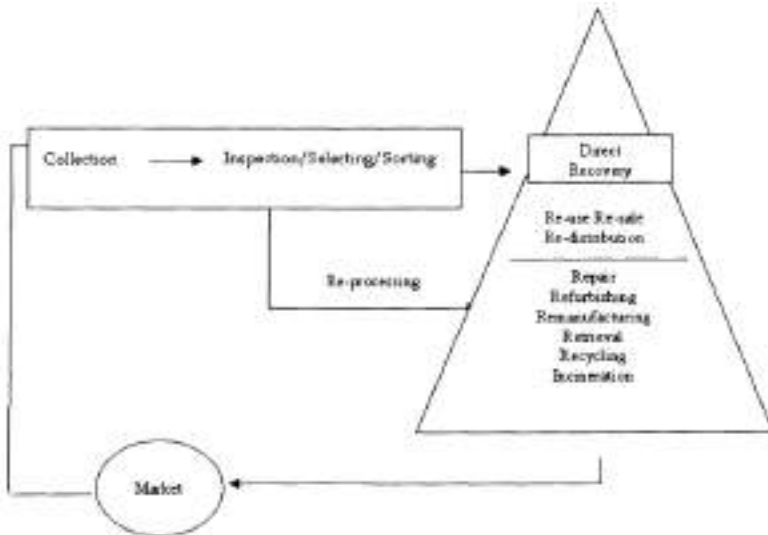 Collection
Inspection/Selecting/Sorting
Direct
Recovery
Re-use Re-sale
Re-distribution
Re-processing
Repair
Refurbishing
Remanufacturing
Retrieval
Recycling
Incineration
Market